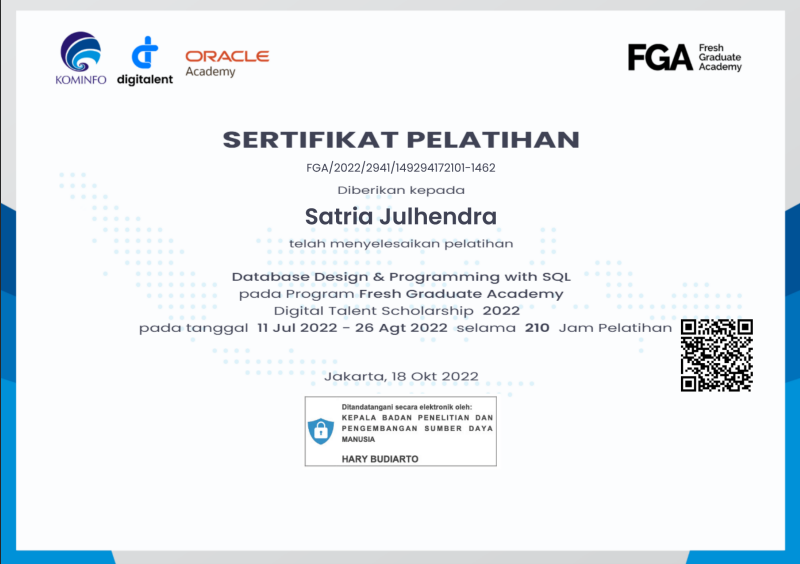 KOMINFO
digitalent
ORACLE
Academy
FGA
Fresh
Graduate
Academy
SERTIFIKAT PELATIHAN
FGA/2022/2941/149294172101-1462
Diberikan kepada
Satria Julhendra
telah menyelesaikan pelatihan
Database Design & Programming with SQL
pada Program Fresh Graduate Academy
Digital Talent Scholarship 2022
pada tanggal 11 Jul 2022 - 26 Agt 2022 selama 210 Jam Pelatihan
Jakarta, 18 Okt 2022
Ditandatangani secara elektronik oleh:
KEPALA BADAN PENELITIAN DAN
PENGEMBANGAN SUMBER DAYA
MANUSIA
HARY BUDIARTO